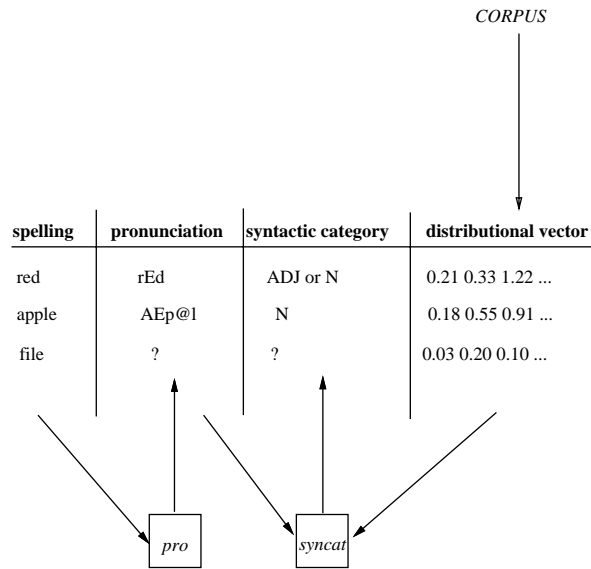 CORPUS
spelling pronunciation syntactic category distributional vector
red rEd ADJ or N 0.21 0.33 1.22 ...
apple AEp@l N 0.18 0.55 0.91 ...
file ? ? 0.03 0.20 0.10 ...
pro syncat